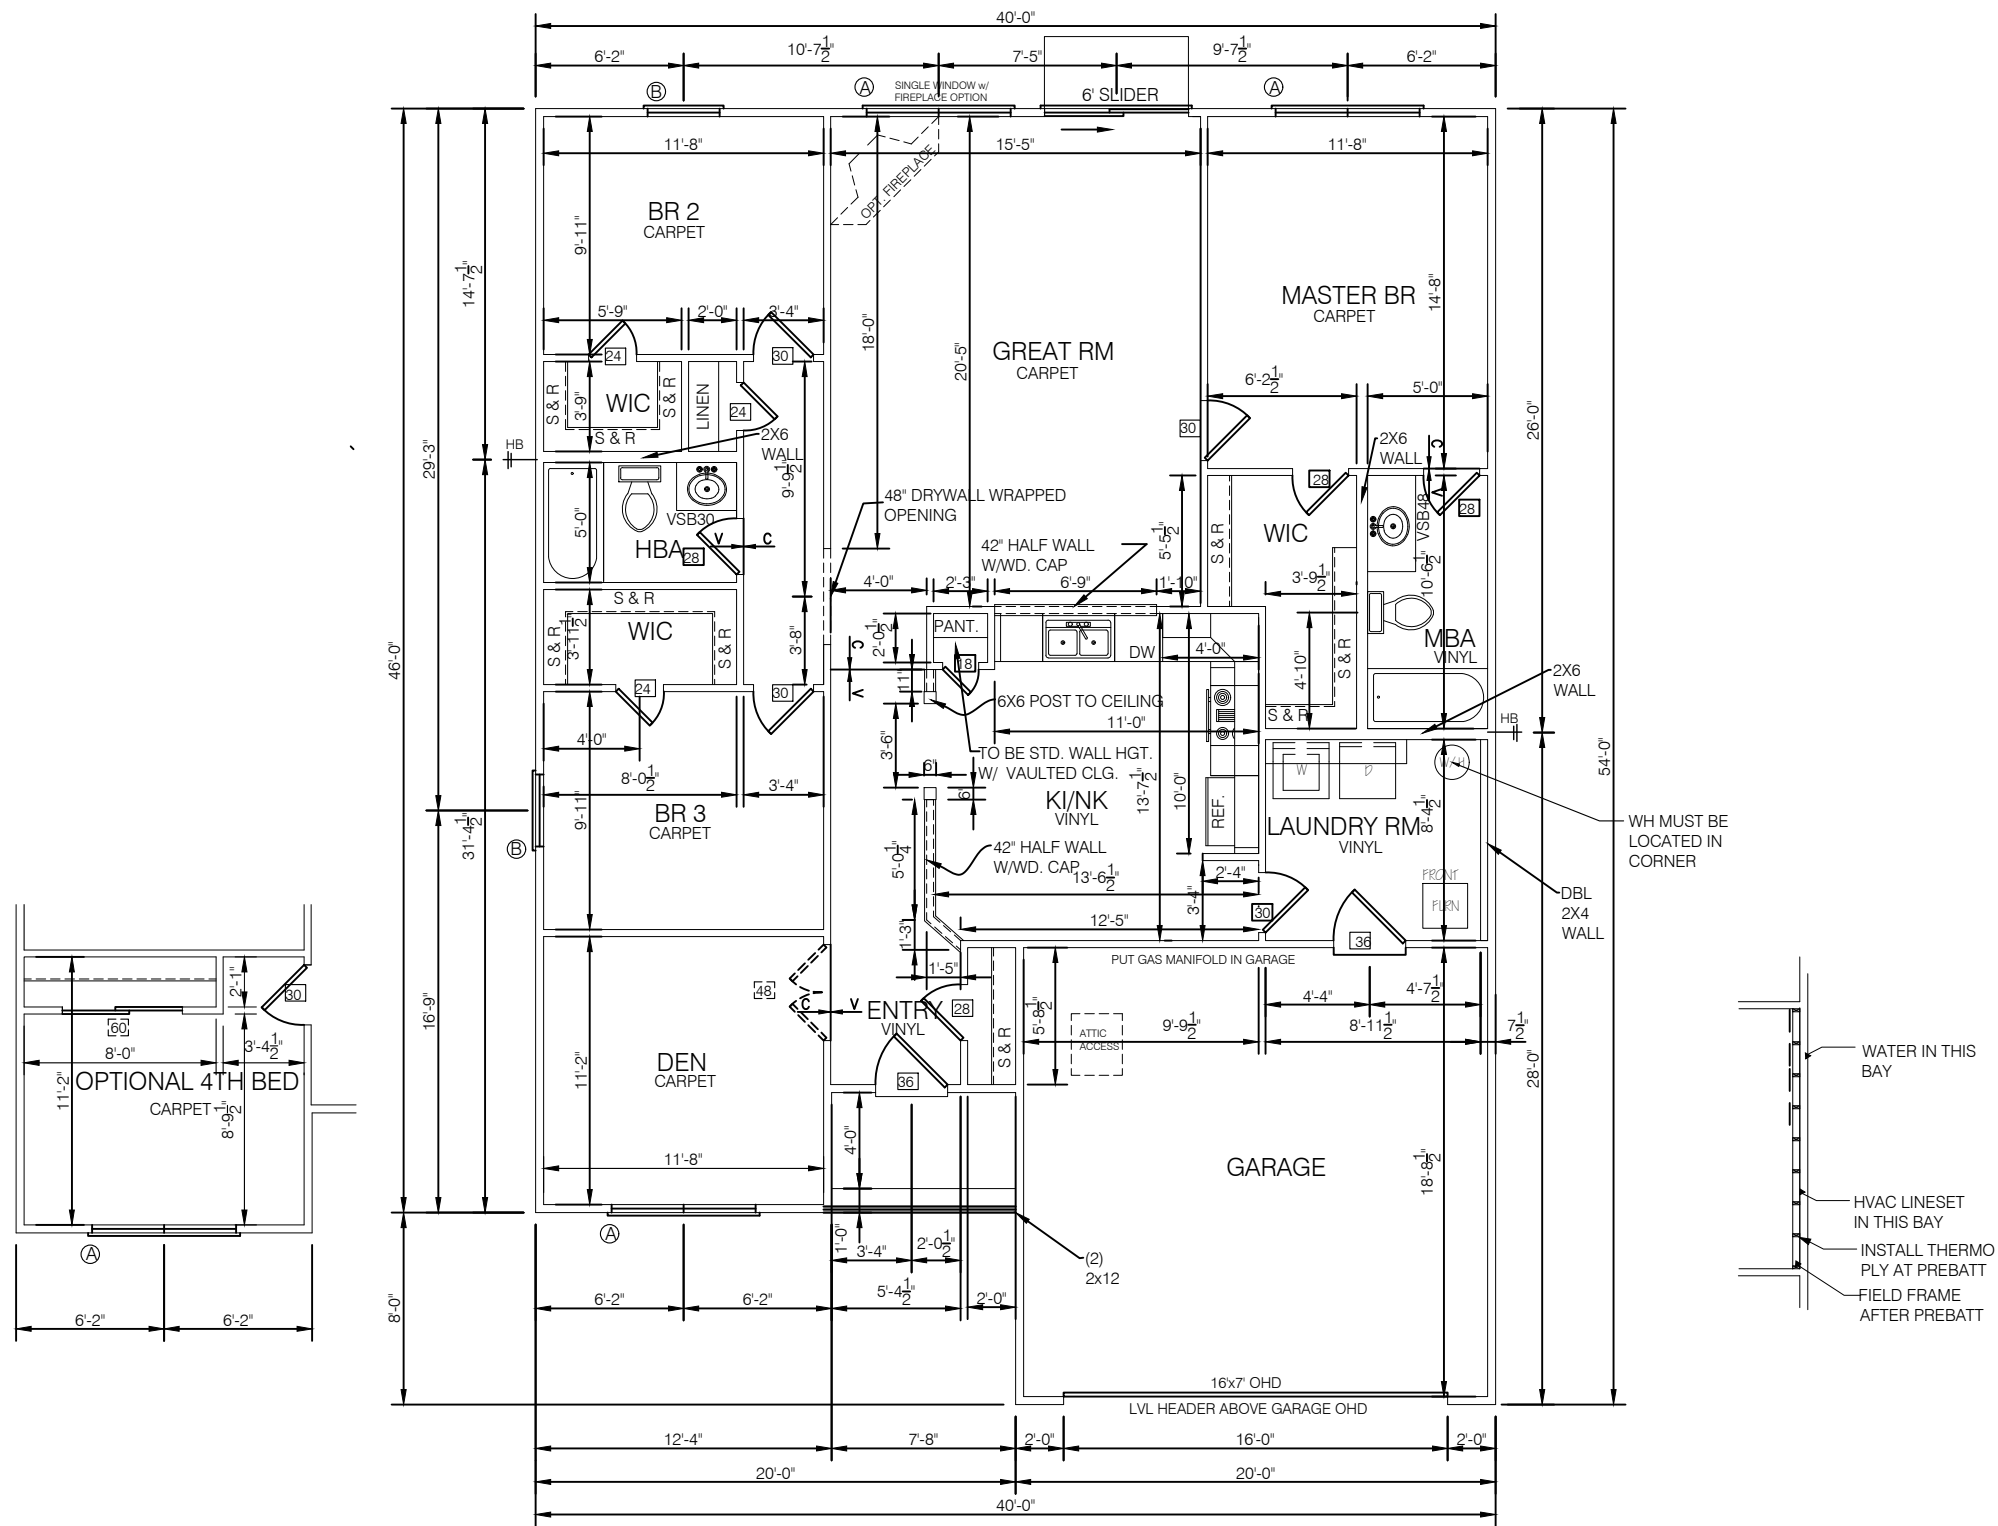 40'-0"
6'-2"
10'-7 1/2"
7'-5"
9'-7 1/2"
6'-2"
B
A
SINGLE WINDOW w/
FIREPLACE OPTION
6' SLIDER
A
11'-8"
15'-5"
11'-8"
OPT. FIREPLACE
BR 2
CARPET
9'-11"
14'-7 1/2"
18'-0"
20'-5"
GREAT RM
CARPET
MASTER BR
CARPET
14'-8"
5'-9"
2'-0"
3'-4"
24
30
S & R
3'-9"
WIC
S & R
S & R
LINEN
24
6'-2 1/2"
5'-0"
30
26'-0"
29'-3"
HB
2X6
WALL
9'-9 1/2"
2X6
WALL
C
V
28
28
48" DRYWALL WRAPPED
OPENING
5'-0"
VSB30
HBA
28
V
C
42" HALF WALL
W/WD. CAP
5'-5 1/2"
S & R
WIC
VSB48
10'-6 1/2"
4'-0"
2'-3"
6'-9"
1'-10"
3'-9 1/2"
S & R
3'-11 1/2"
S & R
WIC
S & R
3'-8"
C
V
2'-0 1/2"
PANT.
18
DW
4'-0"
4'-10"
S & R
MBA
VINYL
46'-0"
11"
24
30
6X6 POST TO CEILING
S & R
2X6
WALL
HB
4'-0"
11'-0"
3'-6"
TO BE STD. WALL HGT.
W/ VAULTED CLG.
54'-0"
8'-0 1/2"
3'-4"
6"
6"
W
D
W/H
9'-11"
BR 3
CARPET
31'-4 1/2"
KI/NK
VINYL
13'-7 1/2"
10'-0"
REF.
LAUNDRY RM
VINYL
8'-4 1/2"
WH MUST BE
LOCATED IN
CORNER
B
5'-0 1/4"
42" HALF WALL
W/WD. CAP
13'-6 1/2"
2'-4"
3'-4"
FRONT
FURN
DBL
2X4
WALL
12'-5"
30
36
1'-3"
1'-5"
PUT GAS MANIFOLD IN GARAGE
16'-9"
48
C
V
ENTRY
VINYL
28
S & R
5'-8 1/2"
ATTIC
ACCESS
4'-4"
4'-7 1/2"
9'-9 1/2"
8'-11 1/2"
7 1/2"
28'-0"
11'-2"
DEN
CARPET
36
4'-0"
11'-8"
GARAGE
18'-8 1/2"
A
1'-0"
3'-4"
2'-0 1/2"
(2)
2x12
6'-2"
6'-2"
5'-4 1/2"
2'-0"
8'-0"
16'x7' OHD
LVL HEADER ABOVE GARAGE OHD
12'-4"
7'-8"
2'-0"
16'-0"
2'-0"
20'-0"
20'-0"
40'-0"
2'-1"
30
60
8'-0"
3'-4 1/2"
11'-2"
OPTIONAL 4TH BED
CARPET
8'-9 1/2"
A
6'-2"
6'-2"
WATER IN THIS
BAY
HVAC LINESET
IN THIS BAY
INSTALL THERMO
PLY AT PREBATT
FIELD FRAME
AFTER PREBATT